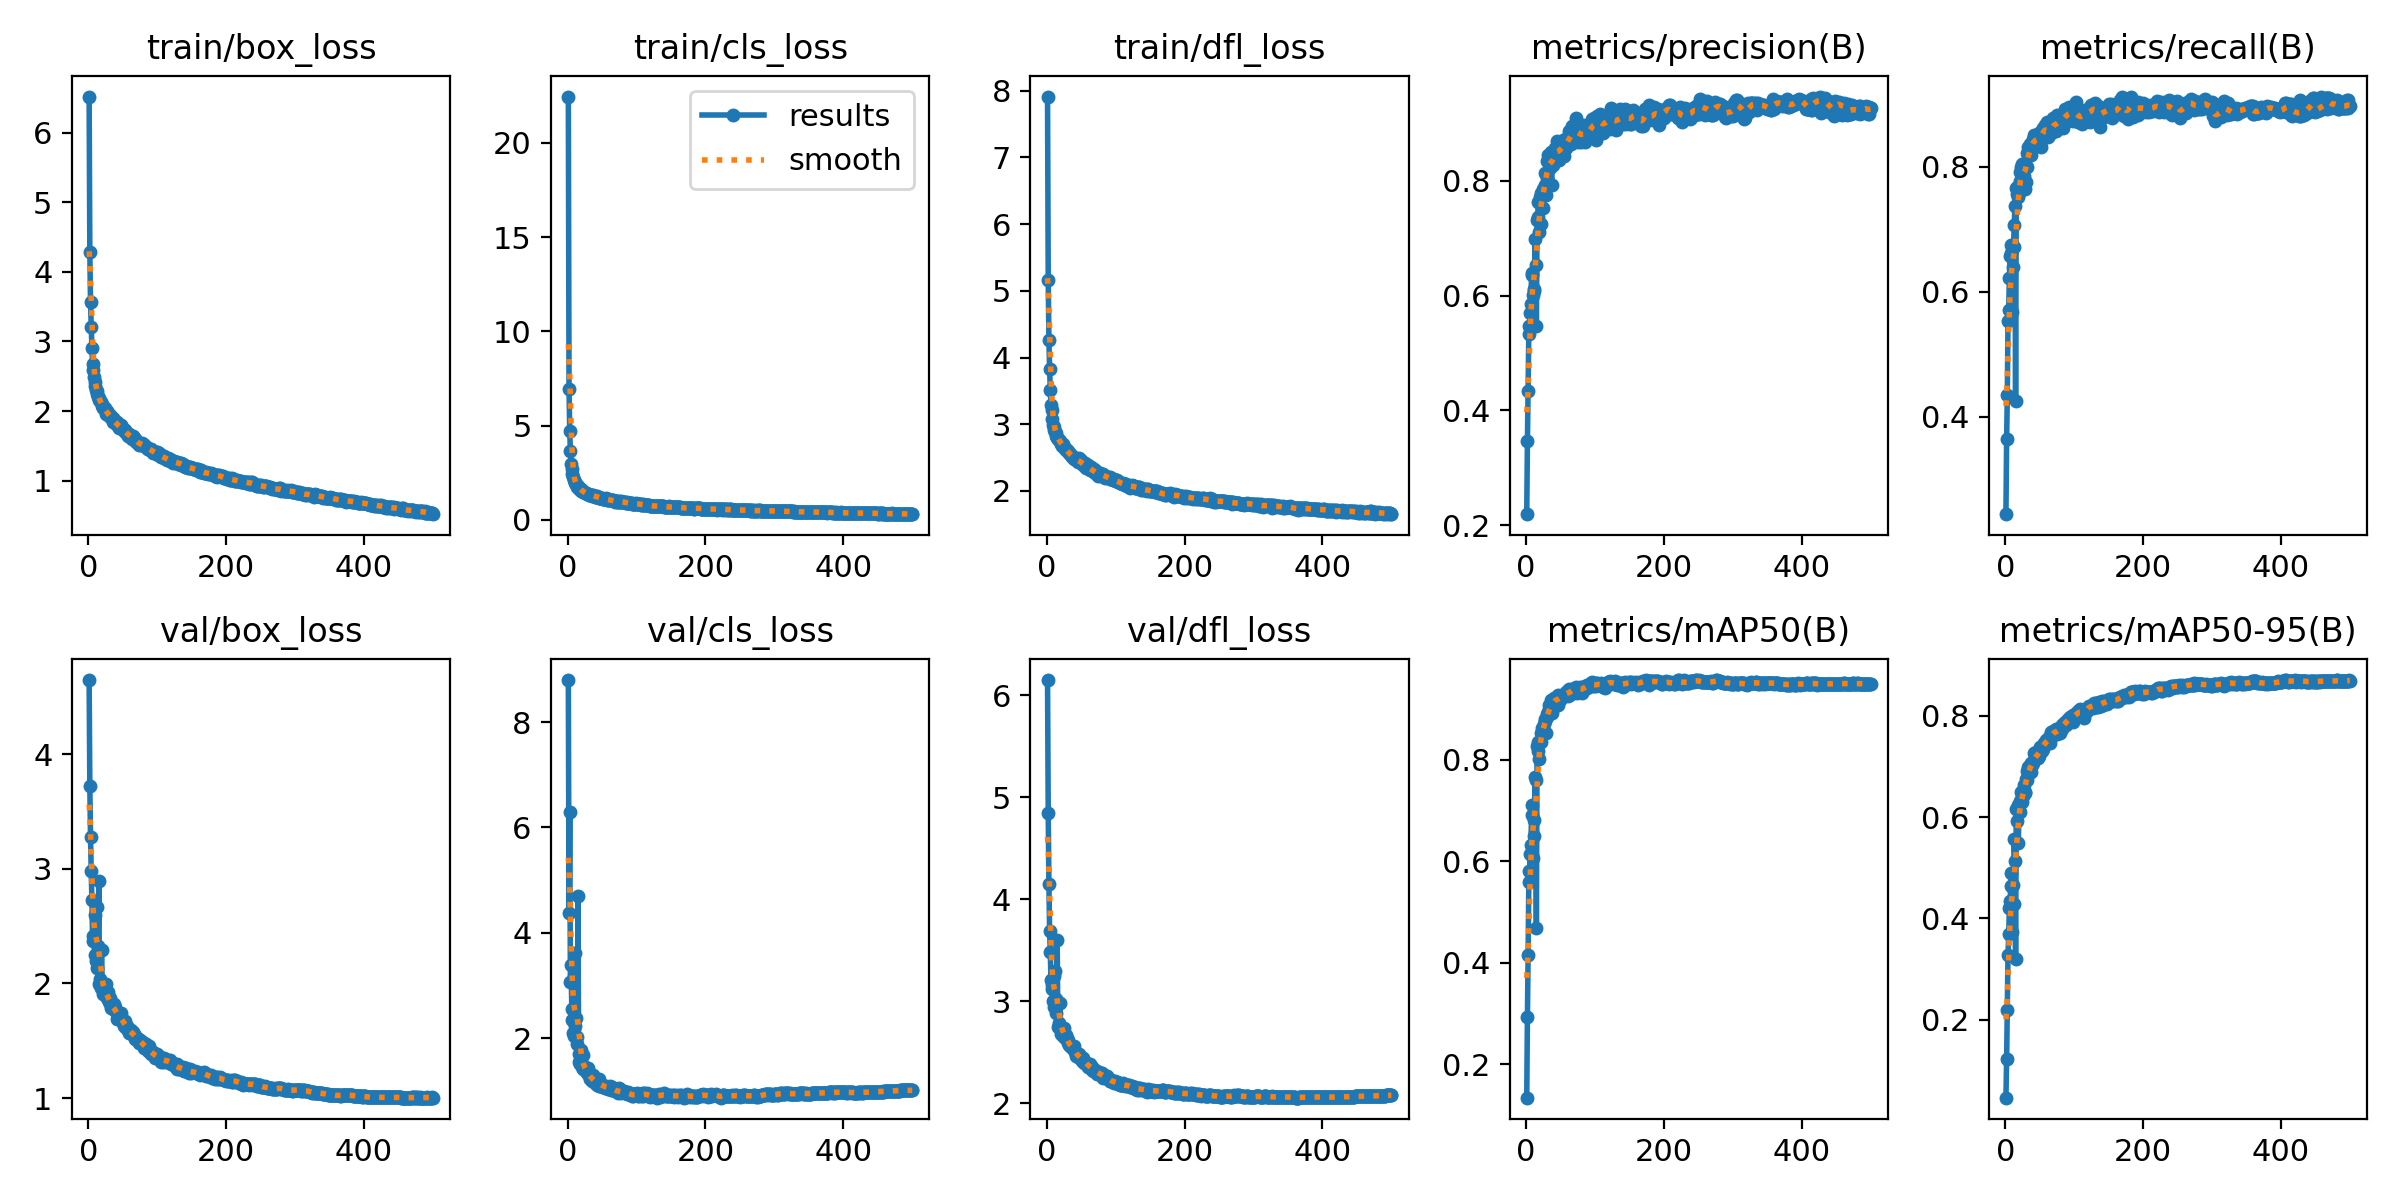 train/box_loss
train/cls_loss
train/dfl_loss
metrics/precision(B)
metrics/recall(B)
6
5
4
3
2
1
0 200 400
20
15
10
5
0
results
smooth
0 200 400
8
7
6
5
4
3
2
0 200 400
0.8
0.6
0.4
0.2
0 200 400
0.8
0.6
0.4
0 200 400
val/box_loss
val/cls_loss
val/dfl_loss
metrics/mAP50(B)
metrics/mAP50-95(B)
4
3
2
1
0 200 400
8
6
4
2
0 200 400
6
5
4
3
2
0 200 400
0.8
0.6
0.4
0.2
0 200 400
0.8
0.6
0.4
0.2
0 200 400